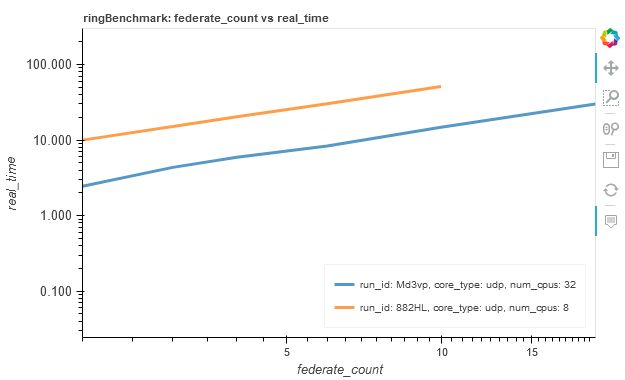 ringBenchmark: federate_count vs real_time
100.000
10.000
1.000
0.100
real_time
5
10
15
federate_count
run_id: Md3vp, core_type: udp, num_cpus: 32
run_id: 882HL, core_type: udp, num_cpus: 8